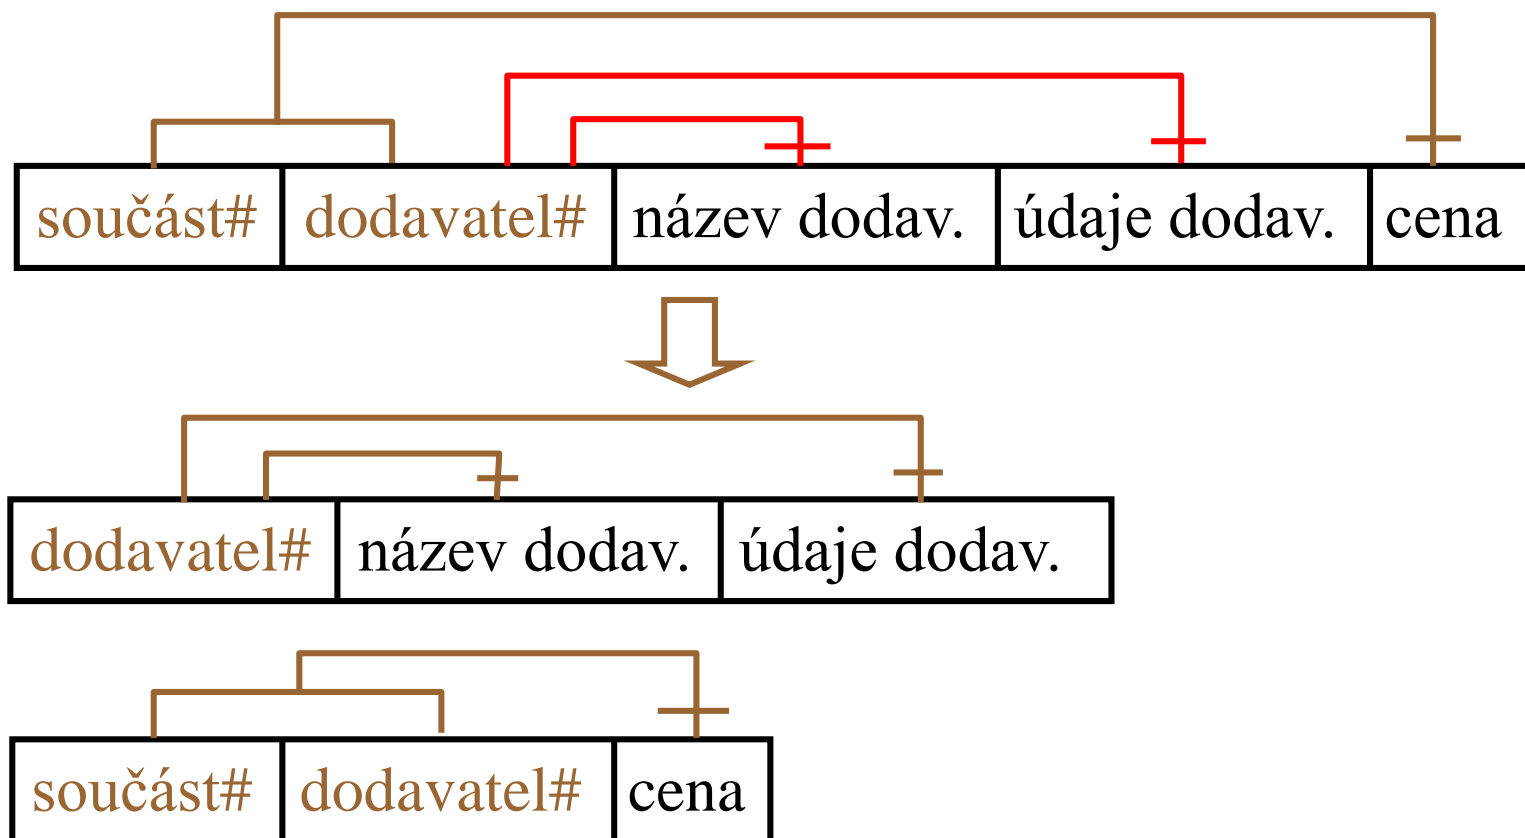 součást# dodavatel# název dodav. údaje dodav. cena
dodavatel# název dodav. údaje dodav.
součást# dodavatel# cena